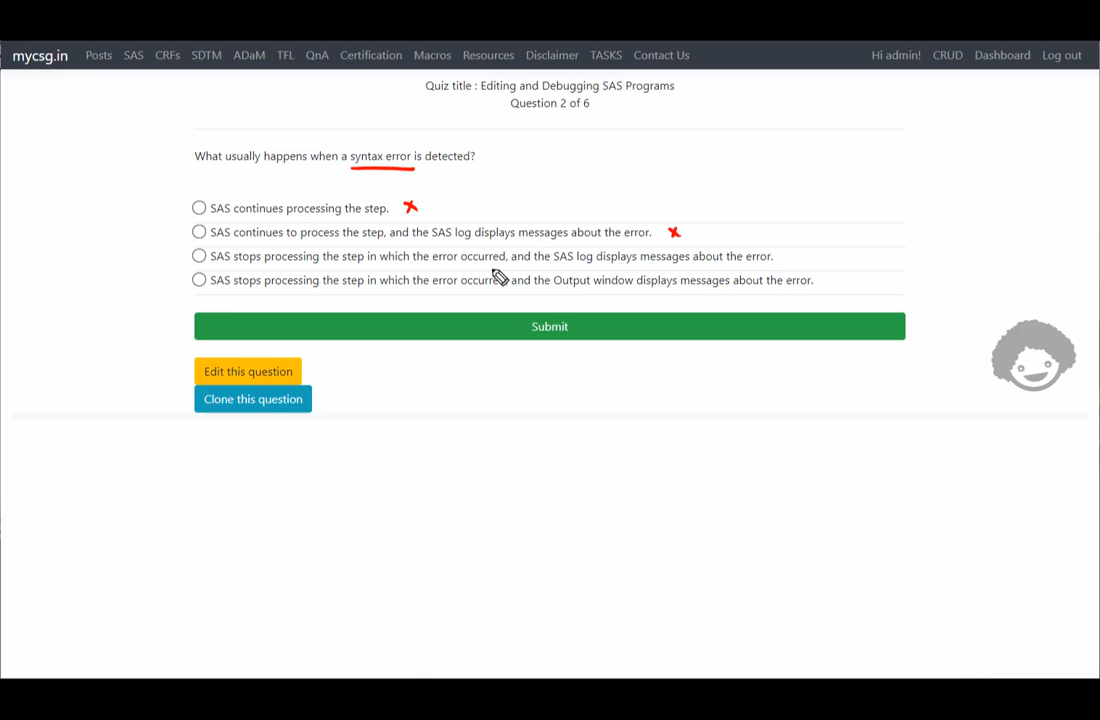 mycsg.in Posts SAS CRFs SDTM ADaM TFL QnA Certification Macros Resources Disclaimer TASKS Contact Us Hi admin! CRUD Dashboard Log out
Quiz title : Editing and Debugging SAS Programs
Question 2 of 6
What usually happens when a syntax error is detected?
SAS continues processing the step.
SAS continues to process the step, and the SAS log displays messages about the error.
SAS stops processing the step in which the error occurred, and the SAS log displays messages about the error.
SAS stops processing the step in which the error occurred and the Output window displays messages about the error.
Submit
Edit this question
Clone this question